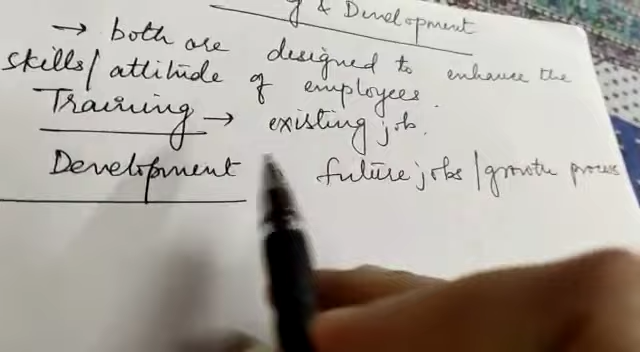 & Development
→ both are designed to enhance the
skills/attitude of employees.
Training → existing job.
Development future jobs/growth process